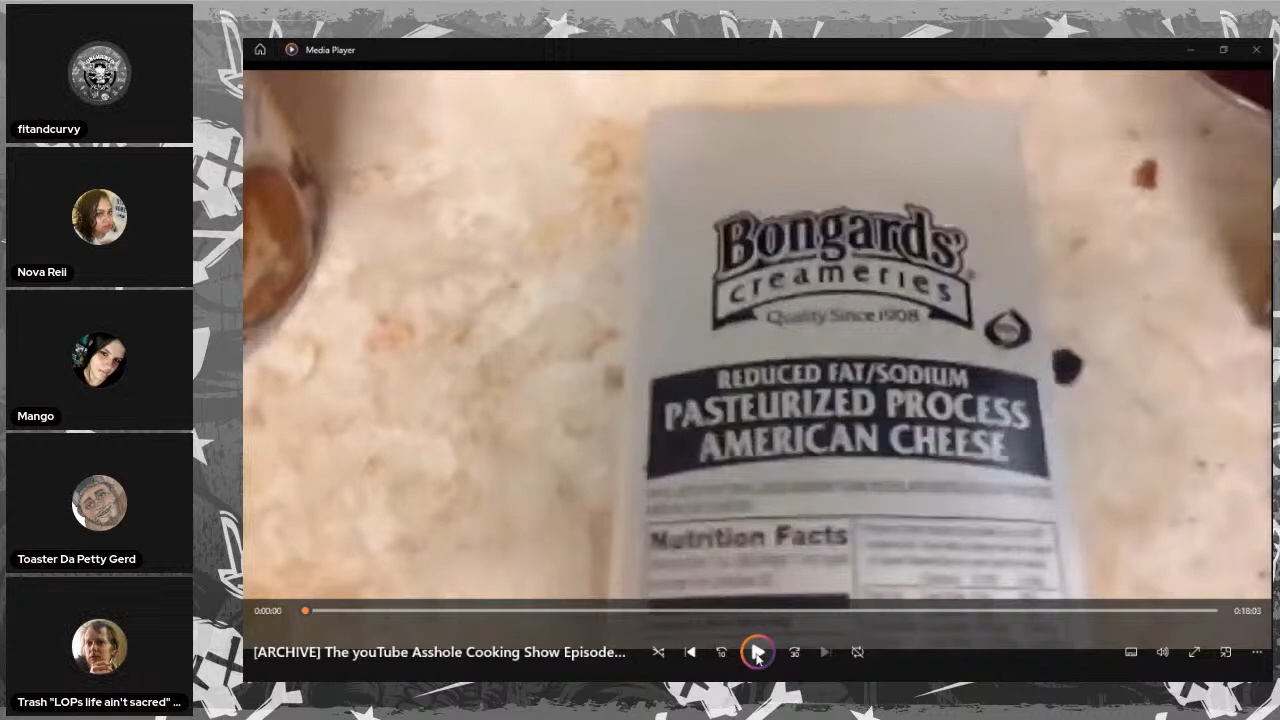 fitandcurvy
Nova Reii
Mango
Toaster Da Petty Gerd
Trash "LOPs life ain't sacred" ...
Media Player
Bongards'
creameries
Quality Since 1908
REDUCED FAT/SODIUM
PASTEURIZED PROCESS
AMERICAN CHEESE
Nutrition Facts
0:00:00
0:18:03
[ARCHIVE] The youTube Asshole Cooking Show Episode...